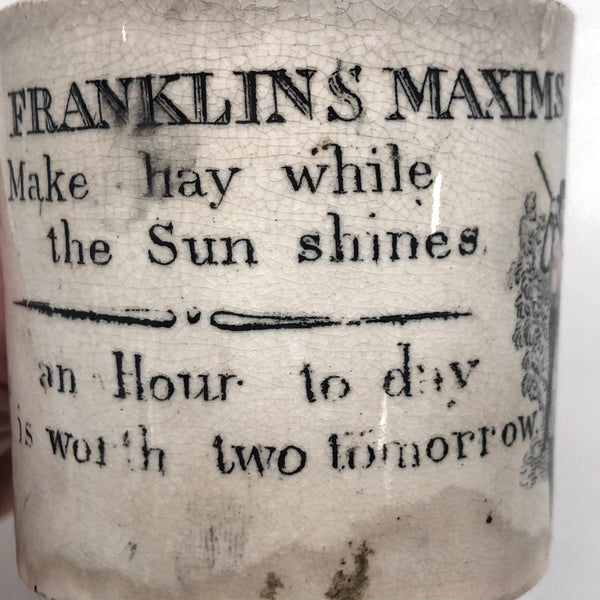 FRANKLINS MAXIMS
Make hay while
the Sun shines
an Hour to day
is worth two tomorrow.